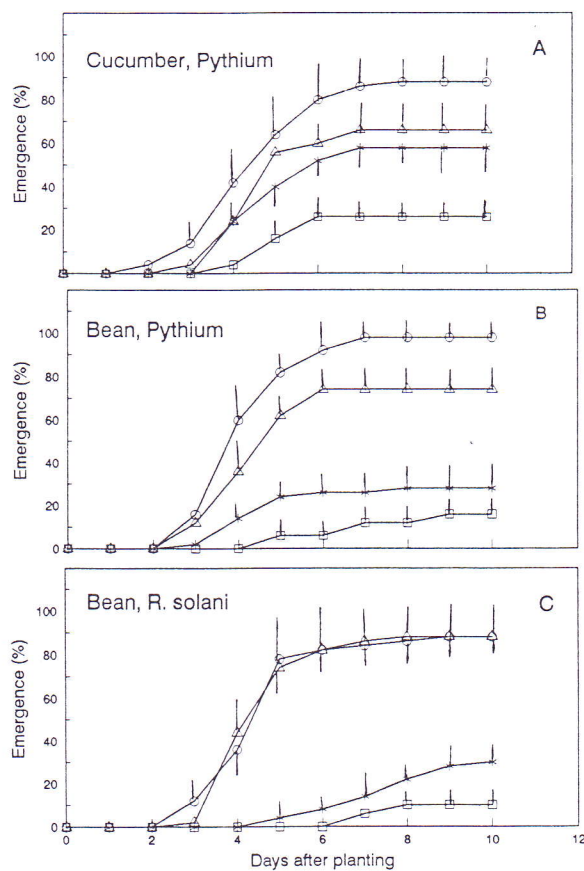 A
Cucumber, Pythium
Emergence (%)
100
80
60
40
20
0
B
Bean, Pythium
Emergence (%)
100
80
60
40
20
0
C
Bean, R. solani
Emergence (%)
100
80
60
40
20
0
0 2 4 6 8 10 12
Days after planting